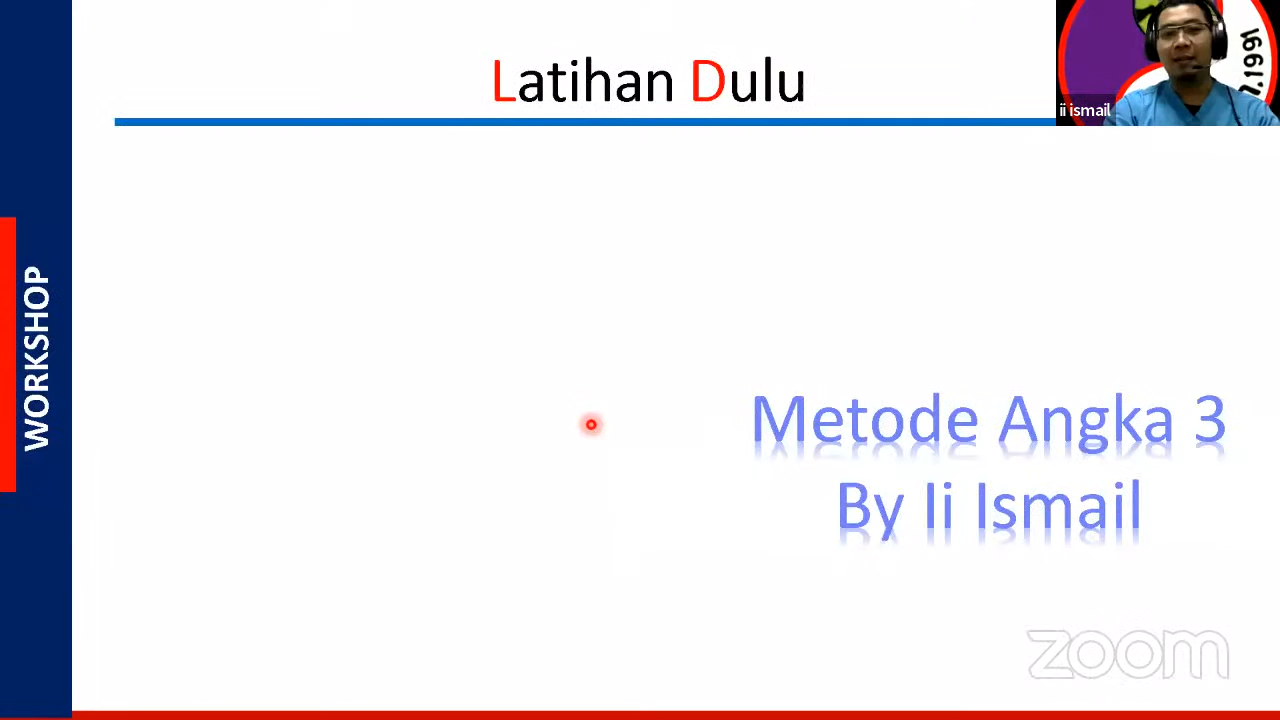 Latihan Dulu
ii ismail
WORKSHOP
Metode Angka 3
By Ii Ismail
zoom